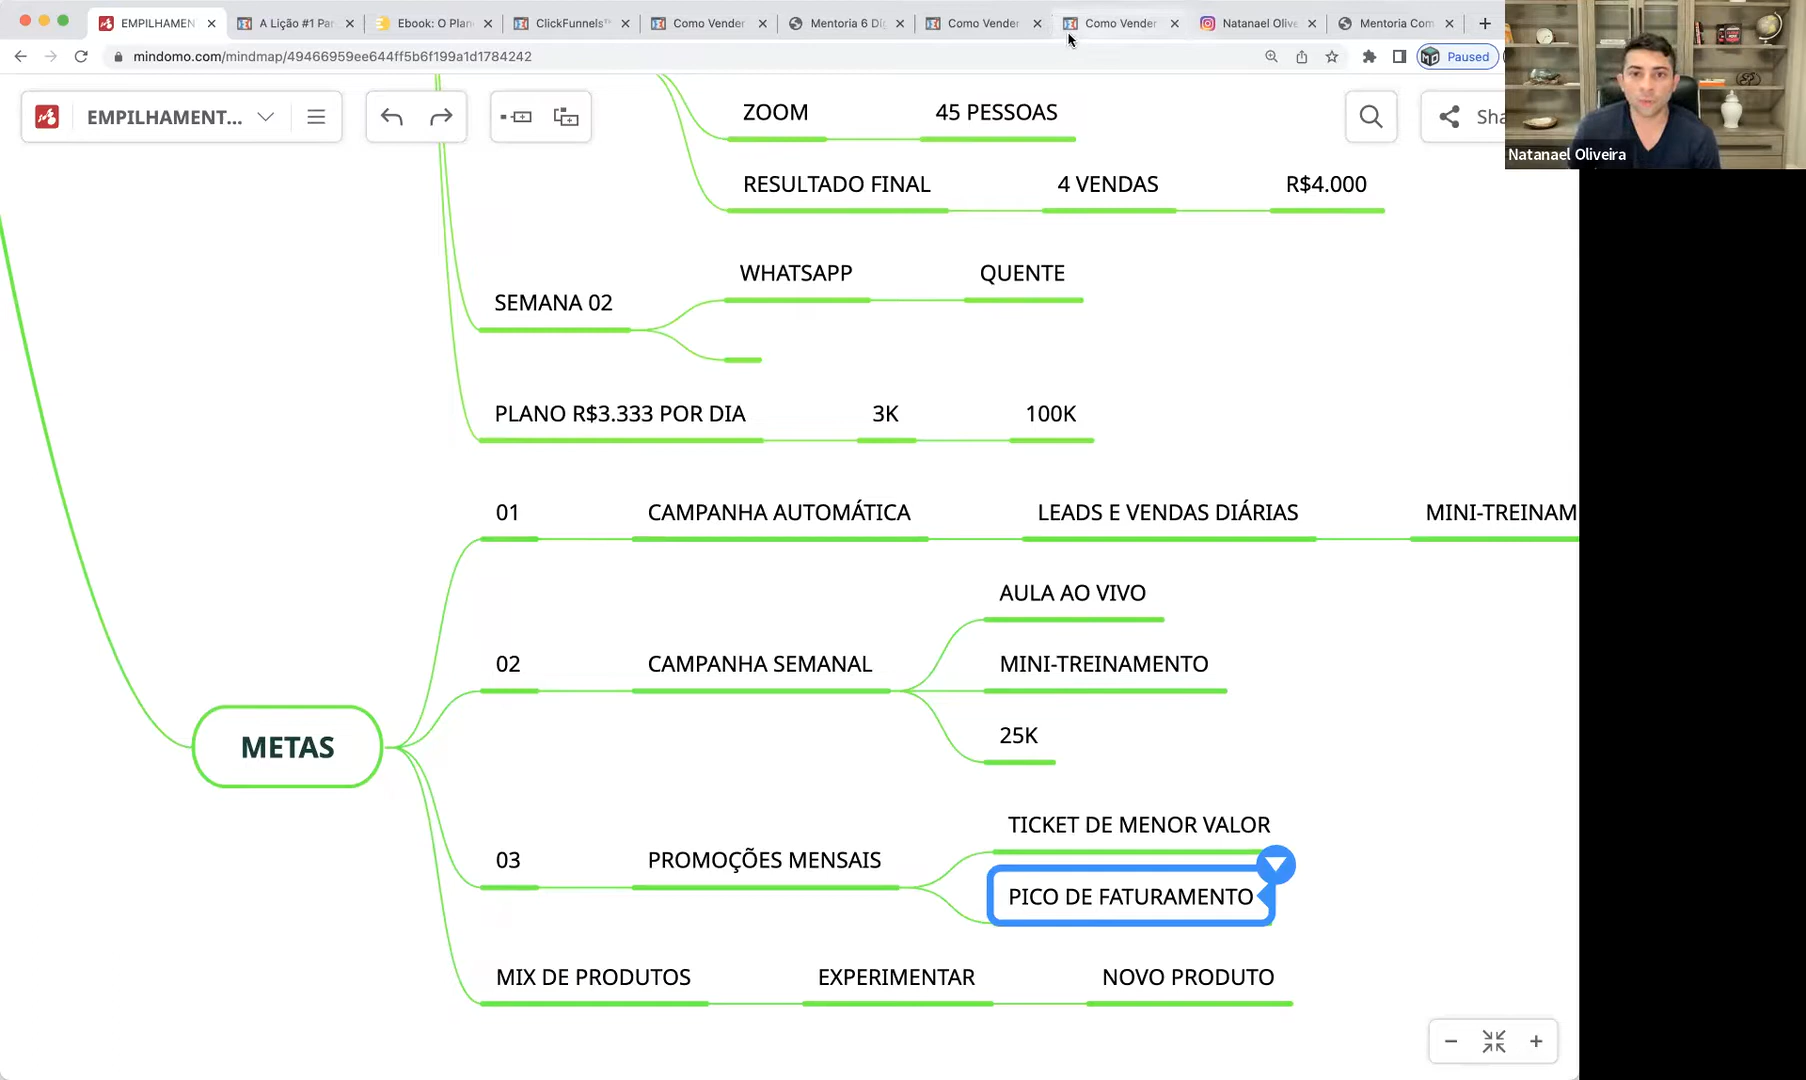 EMPILHAMEN
A Lição #1 Par
Ebook: O Plan
ClickFunnels™
Como Vender
Mentoria 6 Díg
Como Vender
Como Vender
Natanael Olive
Mentoria Com
mindomo.com/mindmap/49466959ee644ff5b6f199a1d1784242
Paused
EMPILHAMENT...
Sha
Natanael Oliveira
ZOOM
45 PESSOAS
RESULTADO FINAL
4 VENDAS
R$4.000
SEMANA 02
WHATSAPP
QUENTE
PLANO R$3.333 POR DIA
3K
100K
METAS
01
CAMPANHA AUTOMÁTICA
LEADS E VENDAS DIÁRIAS
MINI-TREINAM
02
CAMPANHA SEMANAL
AULA AO VIVO
MINI-TREINAMENTO
25K
03
PROMOÇÕES MENSAIS
TICKET DE MENOR VALOR
PICO DE FATURAMENTO
MIX DE PRODUTOS
EXPERIMENTAR
NOVO PRODUTO